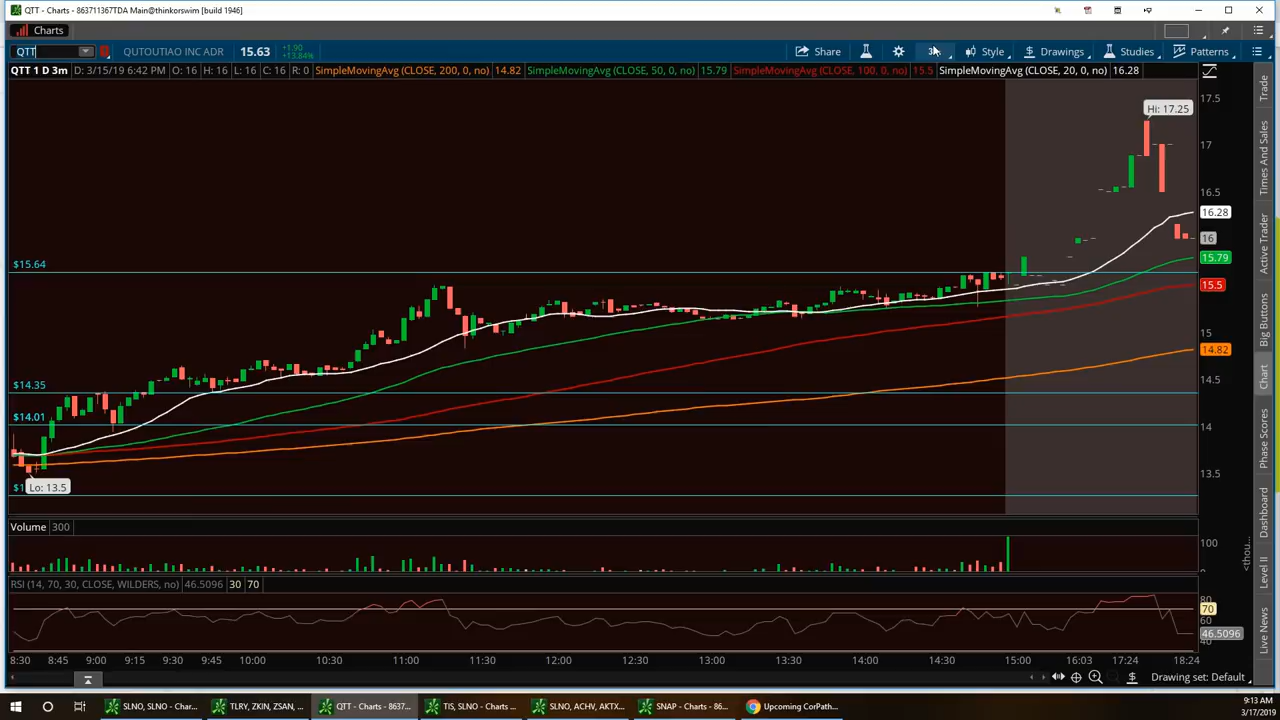 QTT - Charts - 863711367TDA Main@thinkorswim [build 1946]
Charts
QTT
QUTOUTIAO INC ADR
15.63
+1.90
+13.84%
Share
3m
Style
Drawings
Studies
Patterns
QTT 1 D 3m
D: 3/15/19 6:42 PM
O: 16
H: 16
L: 16
C: 16
R: 0
SimpleMovingAvg (CLOSE, 200, 0, no)
14.82
SimpleMovingAvg (CLOSE, 50, 0, no)
15.79
SimpleMovingAvg (CLOSE, 100, 0, no)
15.5
SimpleMovingAvg (CLOSE, 20, 0, no)
16.28
Hi: 17.25
$15.64
$14.35
$14.01
Lo: 13.5
17.5
17
16.5
16.28
16
15.79
15.5
15
14.82
14.5
14
13.5
Volume
300
100
<thou...
RSI (14, 70, 30, CLOSE, WILDERS, no)
46.5096
30
70
80
70
60
46.5096
40
8:30
8:45
9:00
9:15
9:30
9:45
10:00
10:30
11:00
11:30
12:00
12:30
13:00
13:30
14:00
14:30
15:00
16:03
17:24
18:24
Drawing set: Default
Trade
Times And Sales
Active Trader
Big Buttons
Chart
Phase Scores
Dashboard
Level II
Live News
SLNO, SLNO - Char...
TLRY, ZKIN, ZSAN, ...
QTT - Charts - 8637...
TIS, SLNO - Charts ...
SLNO, ACHV, AKTX...
SNAP - Charts - 86...
Upcoming CorPath...
9:13 AM
3/17/2019